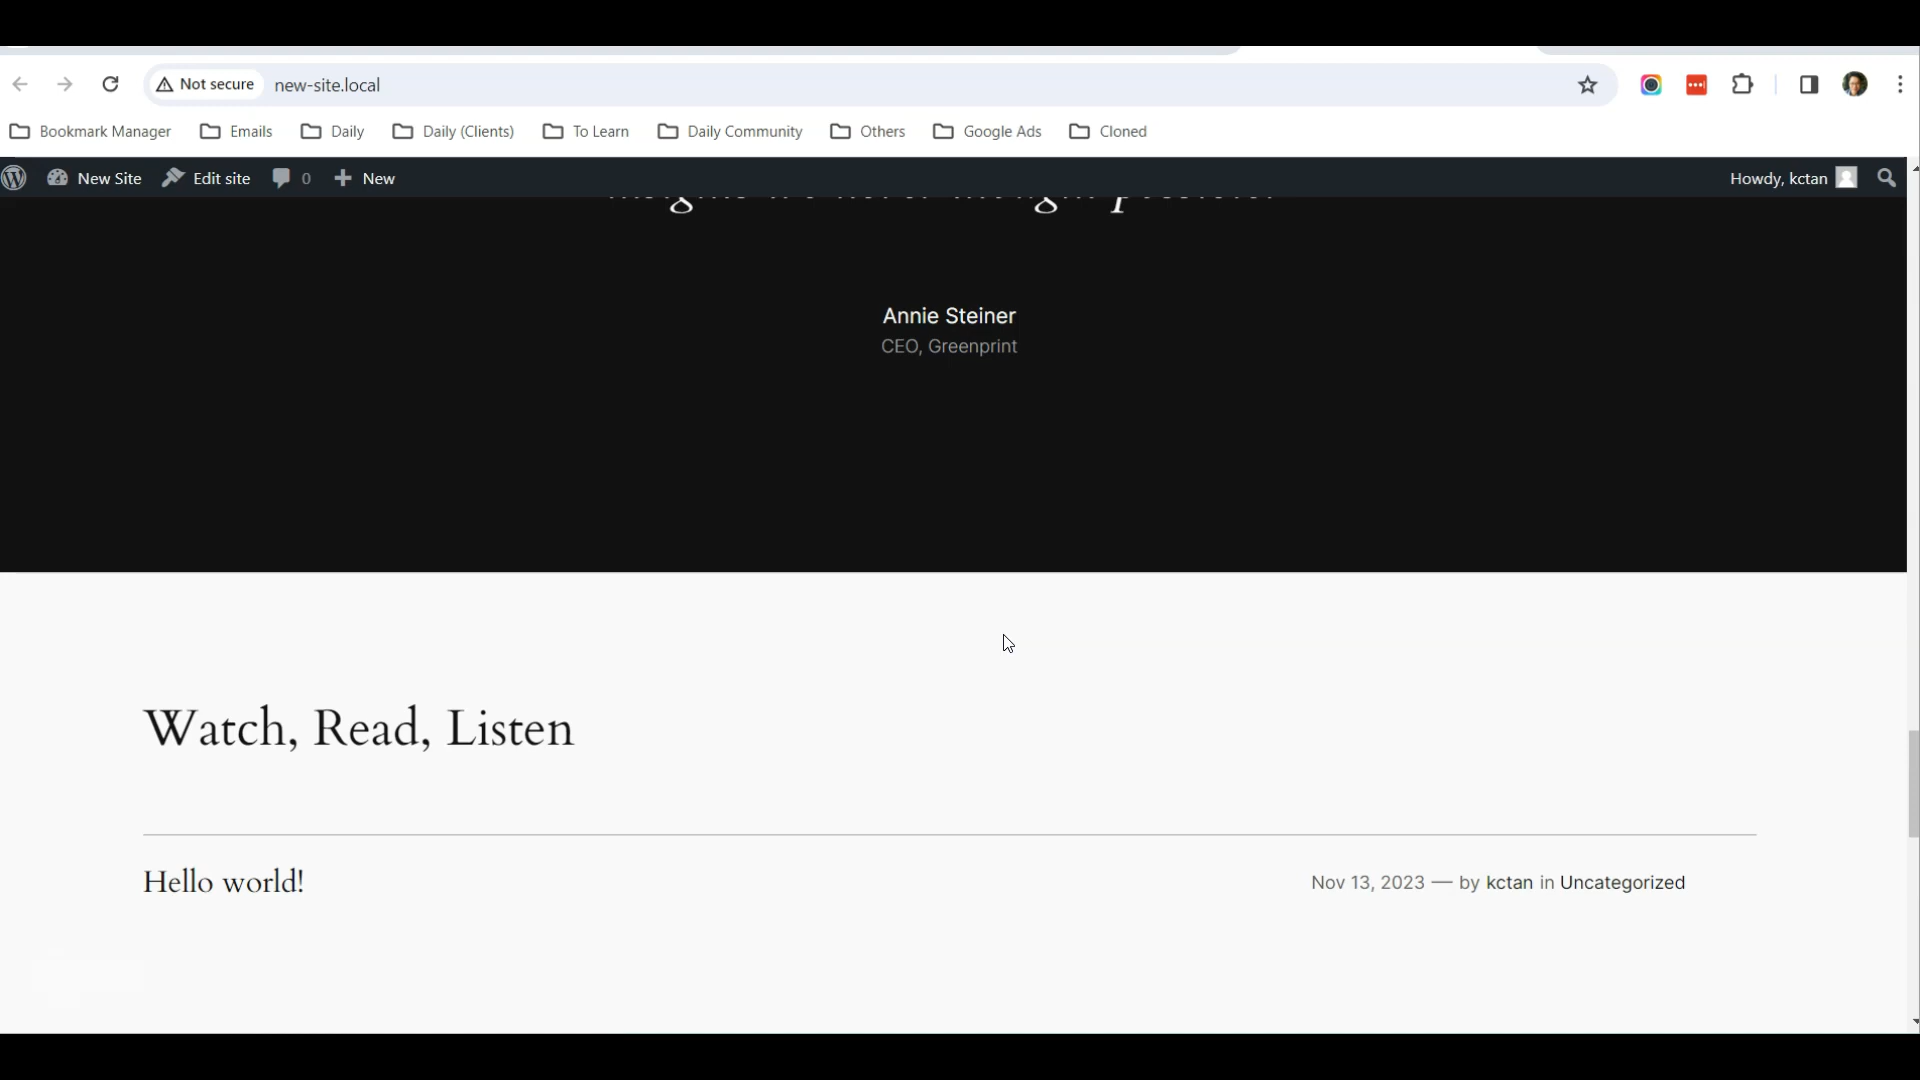 Not secure new-site.local
Bookmark Manager Emails Daily Daily (Clients) To Learn Daily Community Others Google Ads Cloned
New Site Edit site 0 New Howdy, kctan
Annie Steiner
CEO, Greenprint
Watch, Read, Listen
Hello world! Nov 13, 2023 — by kctan in Uncategorized